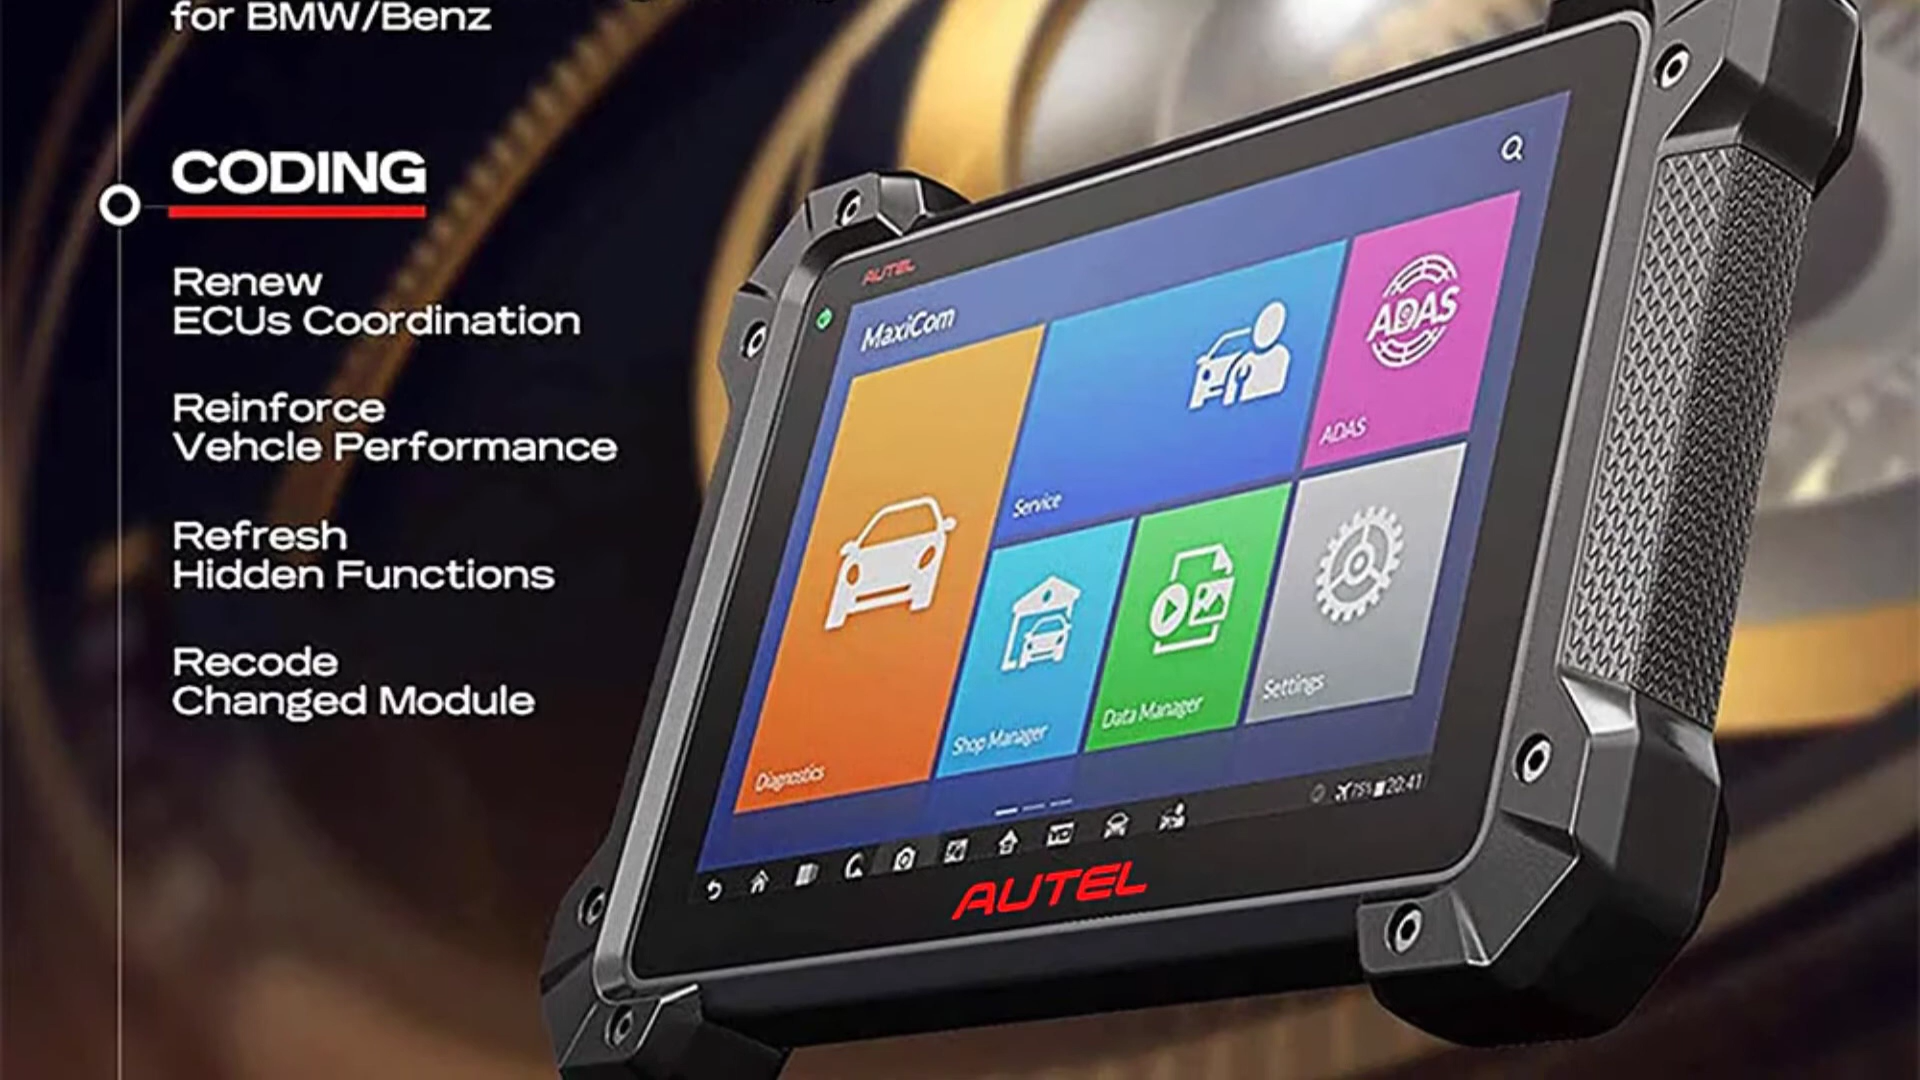 for BMW/Benz
CODING
Renew
ECUs Coordination
Reinforce
Vehcle Performance
Refresh
Hidden Functions
Recode
Changed Module
AUTEL
MaxiCom
ADAS
ADAS
Service
Diagnostics
Shop Manager
Data Manager
Settings
75% 20:41
AUTEL